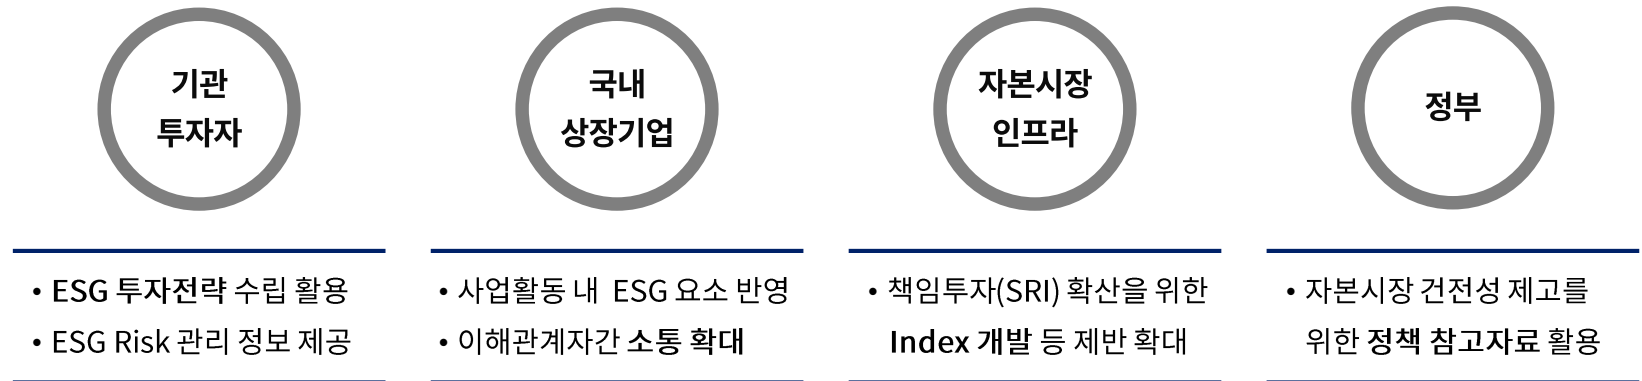 기관
투자자
• ESG 투자전략 수립 활용
• ESG Risk 관리 정보 제공
국내
상장기업
• 사업활동 내 ESG 요소 반영
• 이해관계자간 소통 확대
자본시장
인프라
• 책임투자(SRI) 확산을 위한
Index 개발 등 제반 확대
정부
• 자본시장 건전성 제고를
위한 정책 참고자료 활용